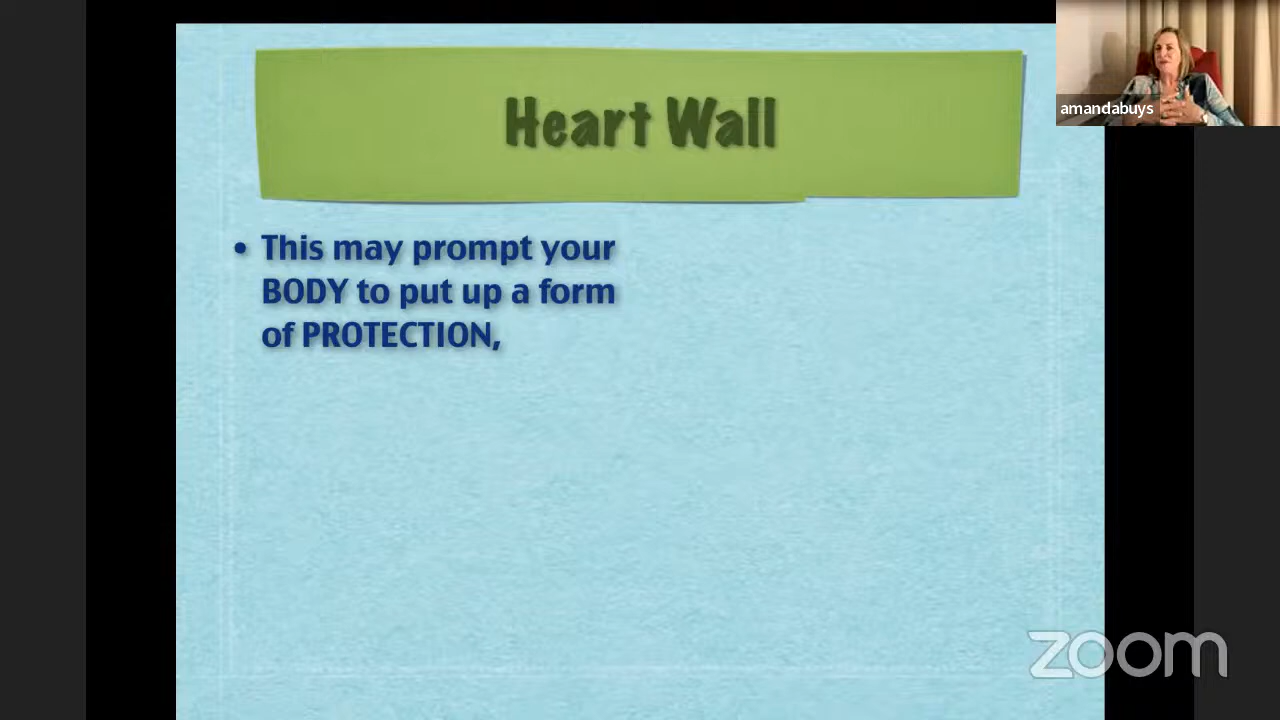 Heart Wall
amandabuys
• This may prompt your
BODY to put up a form
of PROTECTION,
zoom